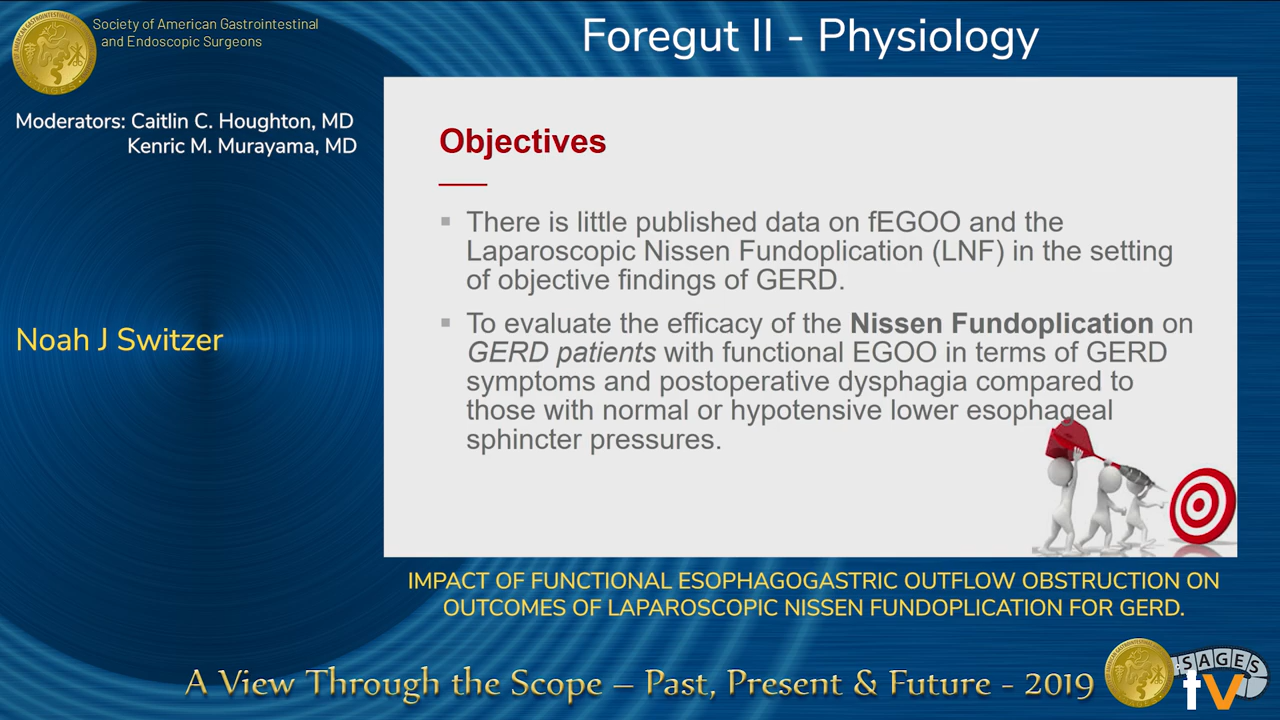 Society of American Gastrointestinal
and Endoscopic Surgeons
Foregut II - Physiology
Moderators: Caitlin C. Houghton, MD
Kenric M. Murayama, MD
Noah J Switzer
Objectives
▪ There is little published data on fEGOO and the
Laparoscopic Nissen Fundoplication (LNF) in the setting
of objective findings of GERD.
▪ To evaluate the efficacy of the Nissen Fundoplication on
GERD patients with functional EGOO in terms of GERD
symptoms and postoperative dysphagia compared to
those with normal or hypotensive lower esophageal
sphincter pressures.
IMPACT OF FUNCTIONAL ESOPHAGOGASTRIC OUTFLOW OBSTRUCTION ON
OUTCOMES OF LAPAROSCOPIC NISSEN FUNDOPLICATION FOR GERD.
A View Through the Scope – Past, Present & Future - 2019
SAGES
tv